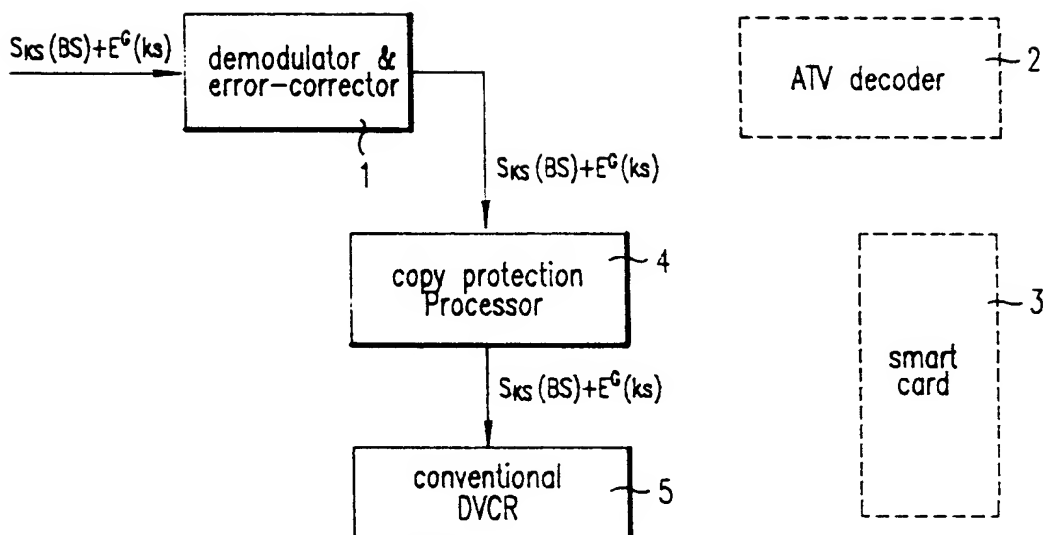 S_KS(BS)+E^G(ks)
demodulator &
error-corrector
1
ATV decoder
2
S_KS(BS)+E^G(ks)
copy protection
Processor
4
smart
card
3
S_KS(BS)+E^G(ks)
conventional
DVCR
5